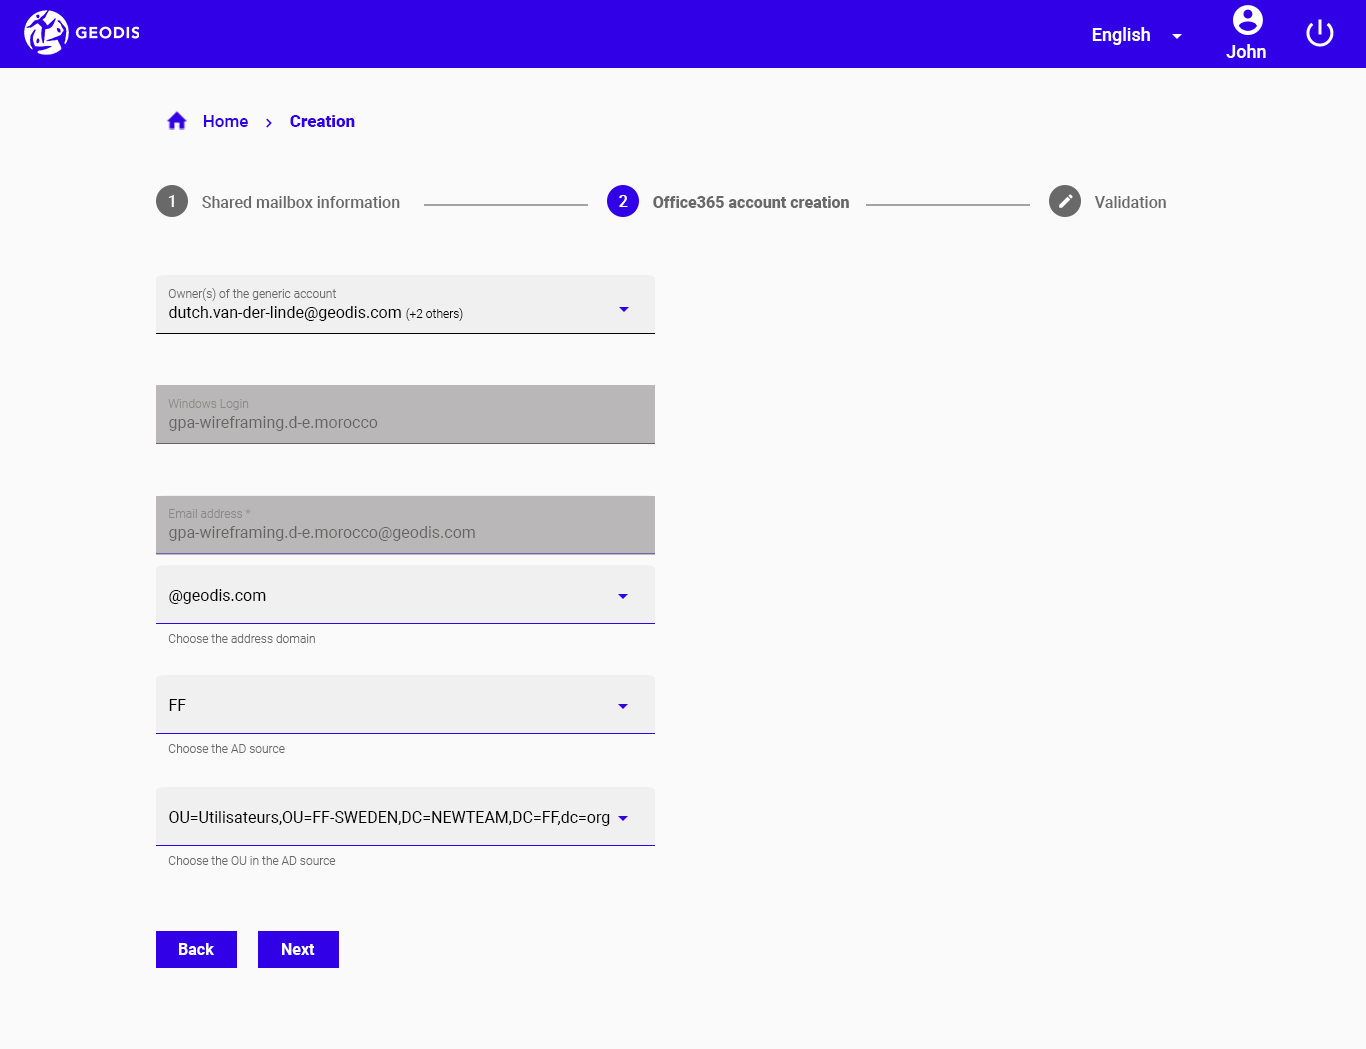 GEODIS
English
John
Home > Creation
1 Shared mailbox information
2 Office365 account creation
Validation
Owner(s) of the generic account
dutch.van-der-linde@geodis.com (+2 others)
Windows Login
gpa-wireframing.d-e.morocco
Email address *
gpa-wireframing.d-e.morocco@geodis.com
@geodis.com
Choose the address domain
FF
Choose the AD source
OU=Utilisateurs,OU=FF-SWEDEN,DC=NEWTEAM,DC=FF,dc=org
Choose the OU in the AD source
Back
Next